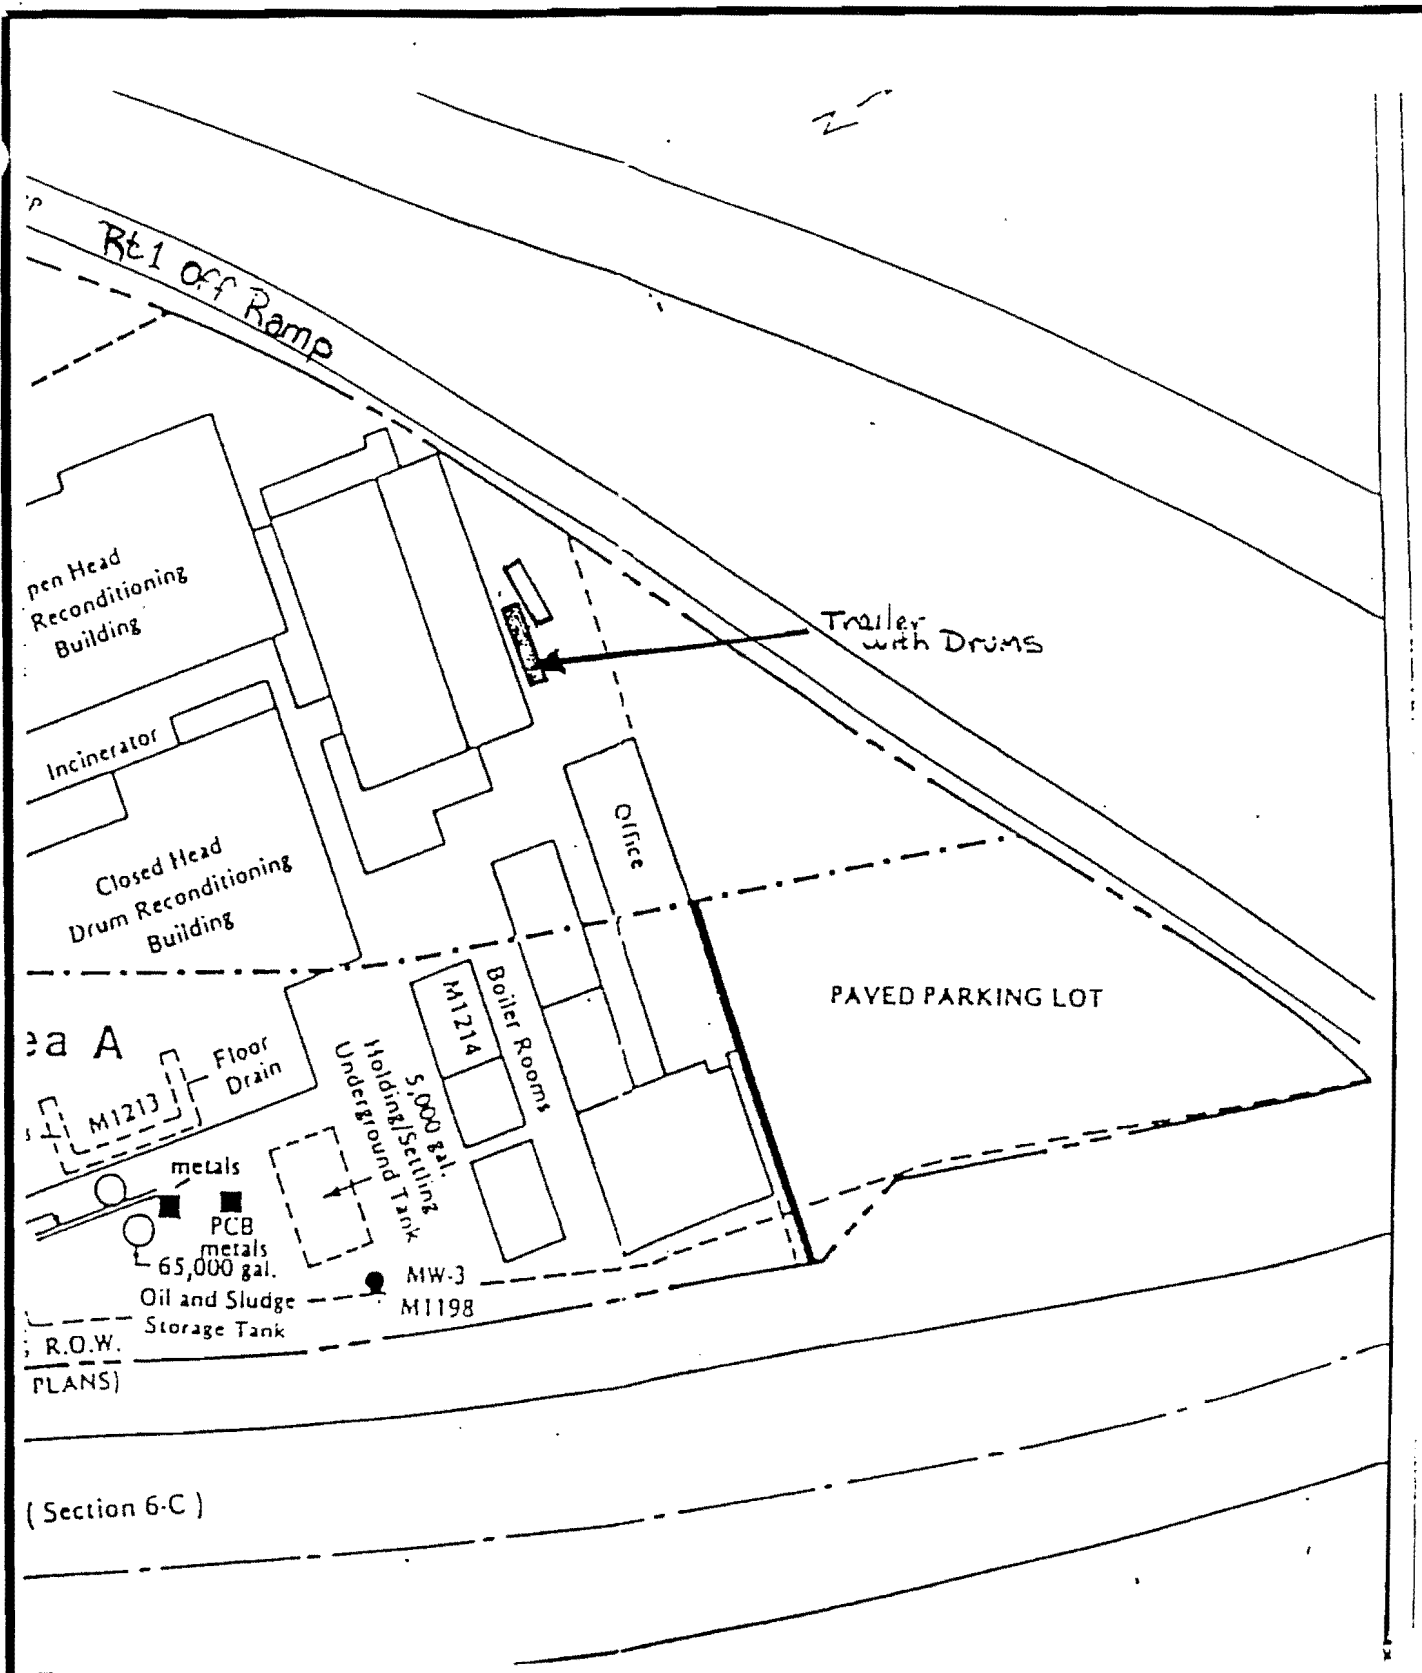 N
Rt 1 Off Ramp
Trailer
with Drums
pen Head
Reconditioning
Building
Incinerator
Office
Closed Head
Drum Reconditioning
Building
PAVED PARKING LOT
ea A
Floor
Drain
M1213
M1214
Boiler Rooms
5,000 gal.
Holding/Settling
Underground Tank
metals
PCB
metals
65,000 gal.
Oil and Sludge
Storage Tank
MW-3
M1198
R.O.W.
PLANS)
( Section 6-C )